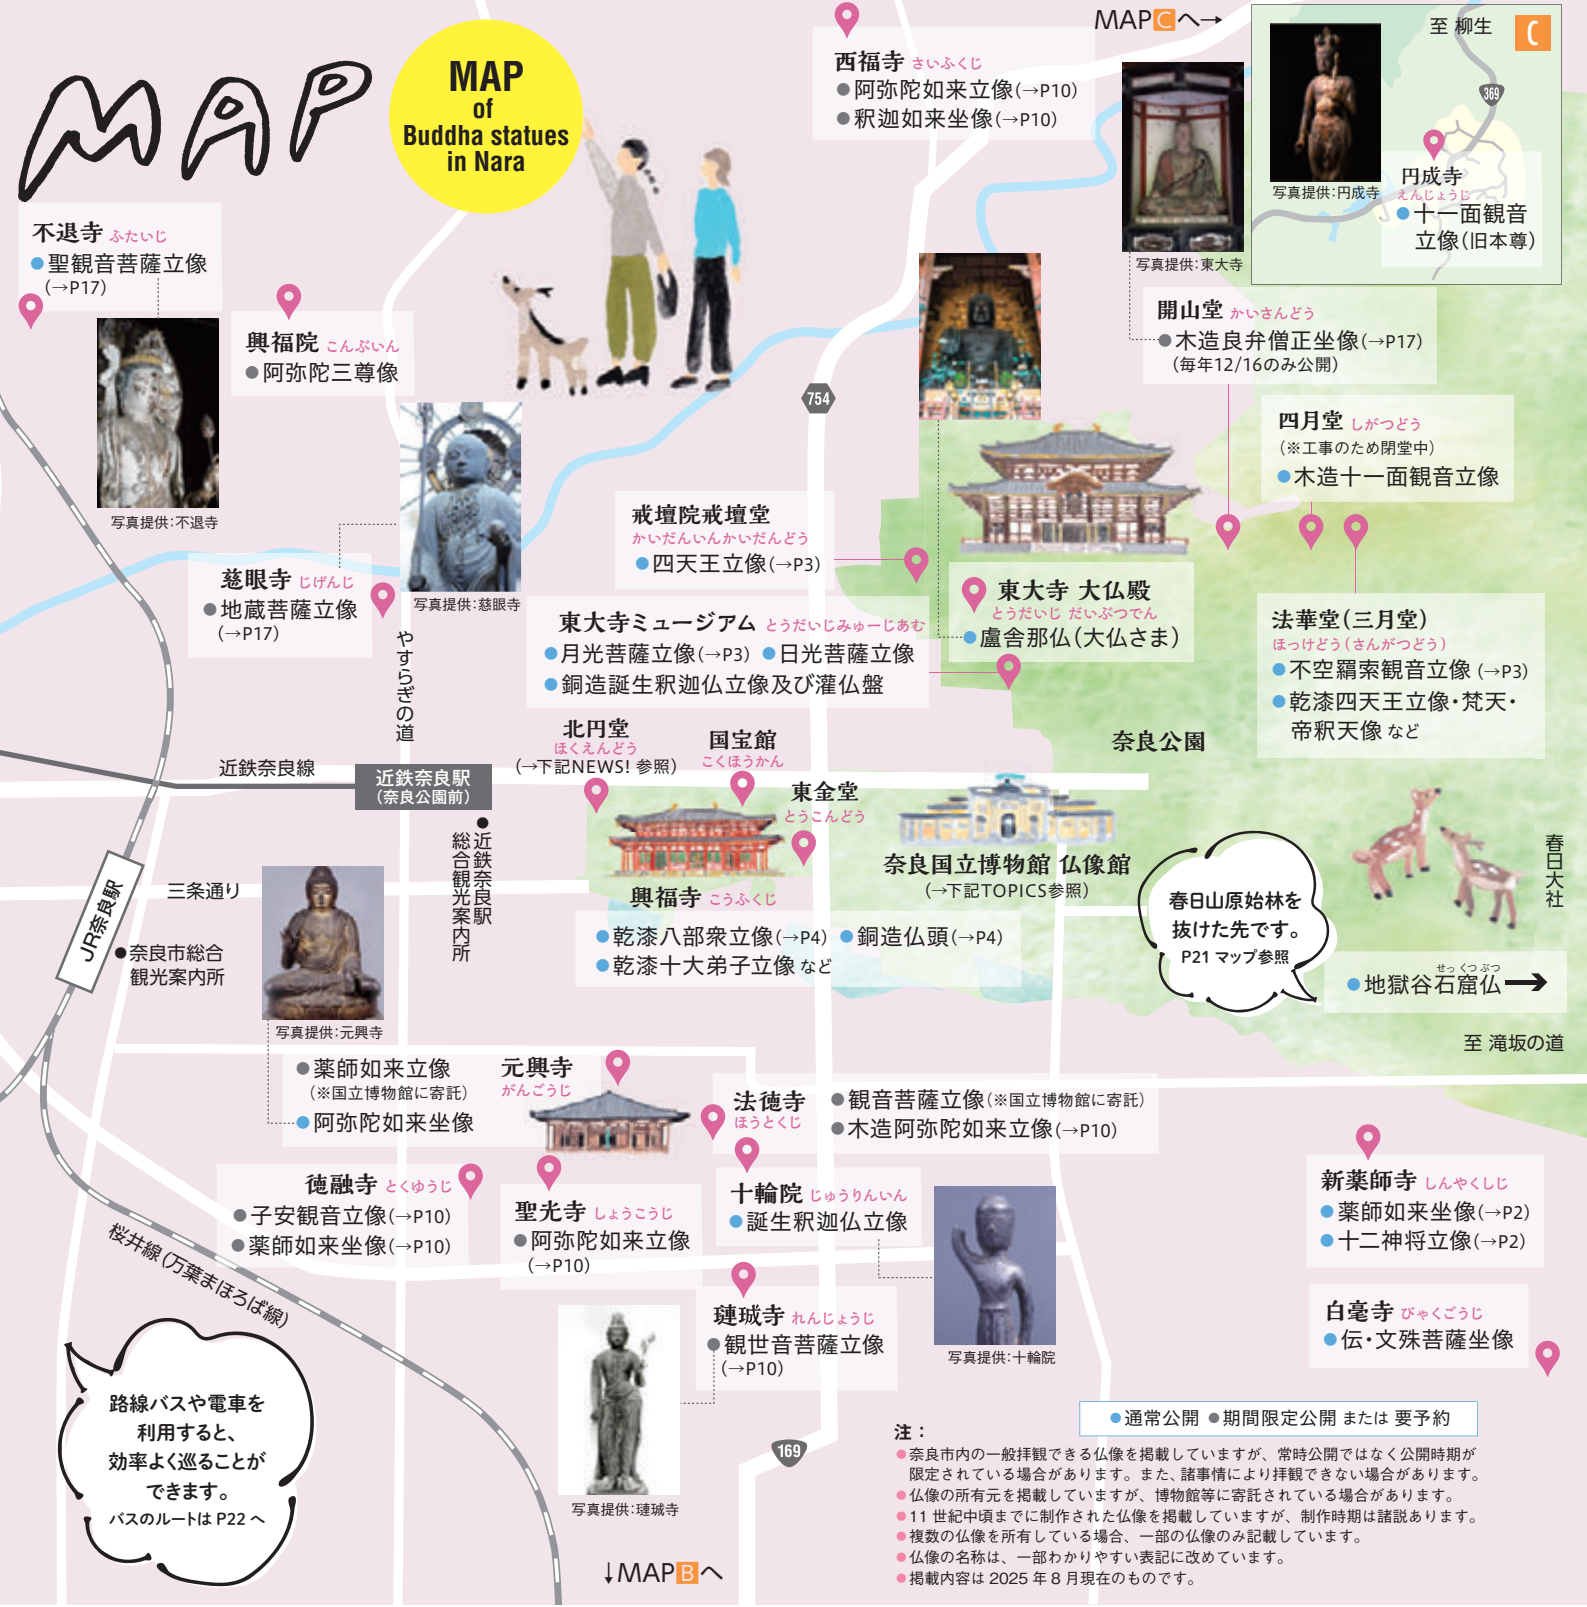 MAP
MAP
of
Buddha statues
in Nara
MAP C へ→
至 柳生
C
369
写真提供：円成寺
円成寺
えんじょうじ
●十一面観音
立像（旧本尊）
西福寺 さいふくじ
●阿弥陀如来立像（→P10）
●釈迦如来坐像（→P10）
写真提供：東大寺
開山堂 かいさんどう
●木造良弁僧正坐像（→P17）
（毎年12/16のみ公開）
不退寺 ふたいじ
●聖観音菩薩立像
（→P17）
写真提供：不退寺
興福院 こんぶいん
●阿弥陀三尊像
754
四月堂 しがつどう
（※工事のため閉堂中）
●木造十一面観音立像
戒壇院戒壇堂
かいだんいんかいだんどう
●四天王立像（→P3）
慈眼寺 じげんじ
●地蔵菩薩立像
（→P17）
写真提供：慈眼寺
東大寺 大仏殿
とうだいじ だいぶつでん
●盧舎那仏（大仏さま）
東大寺ミュージアム とうだいじみゅーじあむ
●月光菩薩立像（→P3） ●日光菩薩立像
●銅造誕生釈迦仏立像及び灌仏盤
法華堂（三月堂）
ほっけどう（さんがつどう）
●不空羂索観音立像（→P3）
●乾漆四天王立像・梵天・
帝釈天像 など
やすらぎの道
奈良公園
北円堂
ほくえんどう
（→下記NEWS! 参照）
国宝館
こくほうかん
東金堂
とうこんどう
近鉄奈良線
近鉄奈良駅
（奈良公園前）
●近鉄奈良駅
総合観光案内所
奈良国立博物館 仏像館
（→下記TOPICS参照）
春日大社
春日山原始林を
抜けた先です。
P21 マップ参照
せっくつぶつ
●地獄谷石窟仏→
至 滝坂の道
三条通り
JR奈良駅
●奈良市総合
観光案内所
興福寺 こうふくじ
●乾漆八部衆立像（→P4） ●銅造仏頭（→P4）
●乾漆十大弟子立像 など
写真提供：元興寺
●薬師如来立像
（※国立博物館に寄託）
●阿弥陀如来坐像
元興寺
がんごうじ
法徳寺
ほうとくじ
●観音菩薩立像（※国立博物館に寄託）
●木造阿弥陀如来立像（→P10）
徳融寺 とくゆうじ
●子安観音立像（→P10）
●薬師如来坐像（→P10）
聖光寺 しょうこうじ
●阿弥陀如来立像
（→P10）
十輪院 じゅうりんいん
●誕生釈迦仏立像
写真提供：十輪院
新薬師寺 しんやくしじ
●薬師如来坐像（→P2）
●十二神将立像（→P2）
白毫寺 びゃくごうじ
●伝・文殊菩薩坐像
桜井線（万葉まほろば線）
璉珹寺 れんじょうじ
●観世音菩薩立像
（→P10）
写真提供：璉珹寺
路線バスや電車を
利用すると、
効率よく巡ることが
できます。
バスのルートは P22 へ
169
↓MAP B へ
●通常公開 ●期間限定公開 または 要予約
注：
●奈良市内の一般拝観できる仏像を掲載していますが、常時公開ではなく公開時期が
限定されている場合があります。また、諸事情により拝観できない場合があります。
●仏像の所有元を掲載していますが、博物館等に寄託されている場合があります。
●11 世紀中頃までに制作された仏像を掲載していますが、制作時期は諸説あります。
●複数の仏像を所有している場合、一部の仏像のみ記載しています。
●仏像の名称は、一部わかりやすい表記に改めています。
●掲載内容は 2025 年 8 月現在のものです。